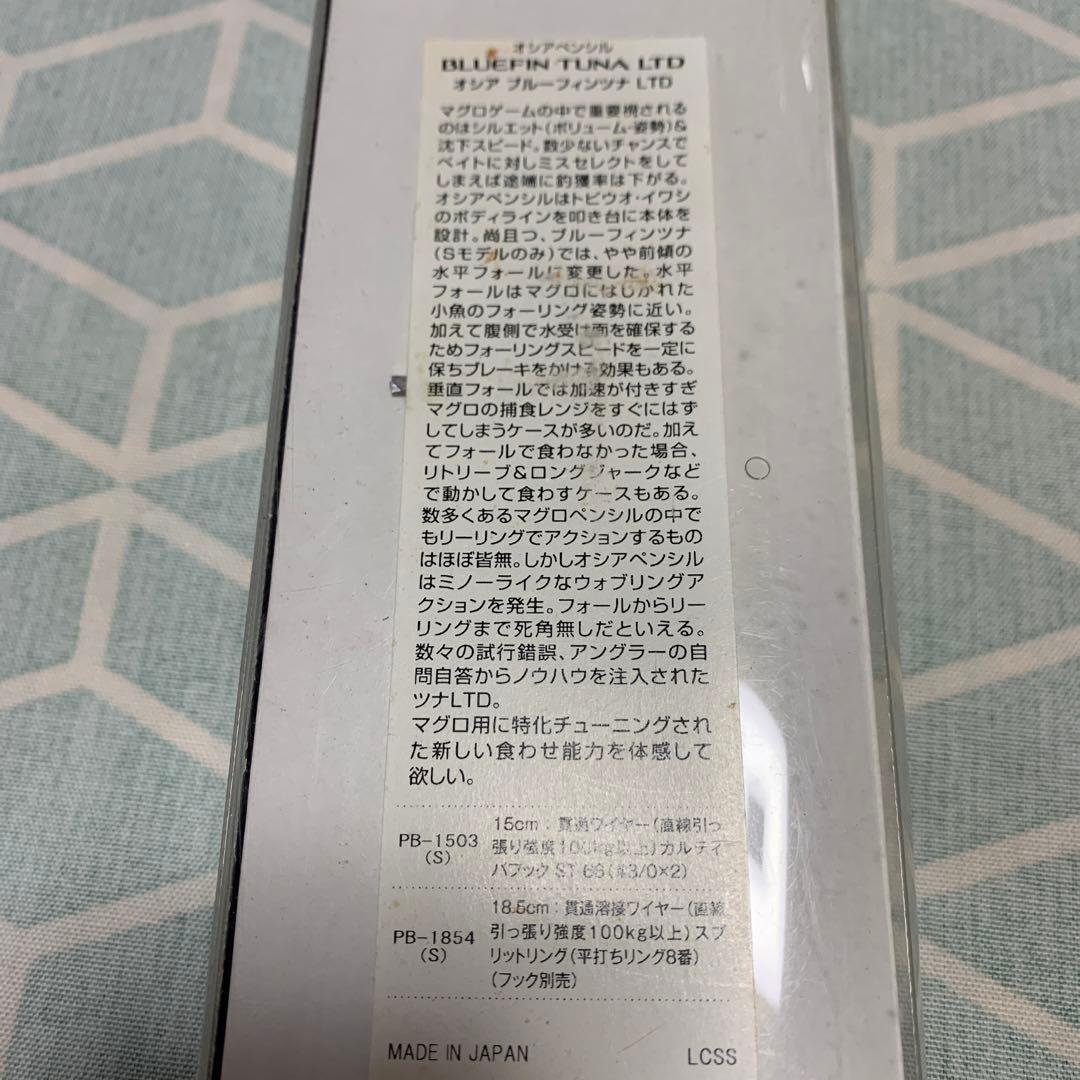 オシアペンシル
BLUEFIN TUNA LTD
オシア ブルーフィンツナ LTD
マグロゲームの中で重要視される
のはシルエット(ボリューム・姿勢)&
沈下スピード。数少ないチャンスで
ベイトに対しミスセレクトをして
しまえば途端に釣獲率は下がる。
オシアペンシルはトビウオ・イワシ
のボディラインを叩き台に本体を
設計。尚且つ、ブルーフィンツナ
(Sモデルのみ)では、やや前傾の
水平フォールに変更した。水平
フォールはマグロにはじかれた
小魚のフォーリング姿勢に近い。
加えて腹側で水受け面を確保する
ためフォーリングスピードを一定に
保ちブレーキをかける効果もある。
垂直フォールでは加速が付きすぎ
マグロの捕食レンジをすぐにはず
してしまうケースが多いのだ。加え
てフォールで食わなかった場合、
リトリーブ&ロングジャークなど
で動かして食わすケースもある。
数多くあるマグロペンシルの中で
もリーリングでアクションするもの
はほぼ皆無。しかしオシアペンシル
はミノーライクなウォブリングア
クションを発生。フォールからリー
リングまで死角無しだといえる。
数々の試行錯誤、アングラーの自
問自答からノウハウを注入された
ツナLTD。
マグロ用に特化チューニングされ
た新しい食わせ能力を体感して
欲しい。
PB-1503
(S)
15cm：貫通ワイヤー(直線引っ
張り強度100kg以上)カルティ
バフック ST-66(#3/0×2)
PB-1854
(S)
18.5cm：貫通溶接ワイヤー(直線
引っ張り強度100kg以上)スプ
リットリング(平打ちリング8番)
(フック別売)
MADE IN JAPAN LCSS